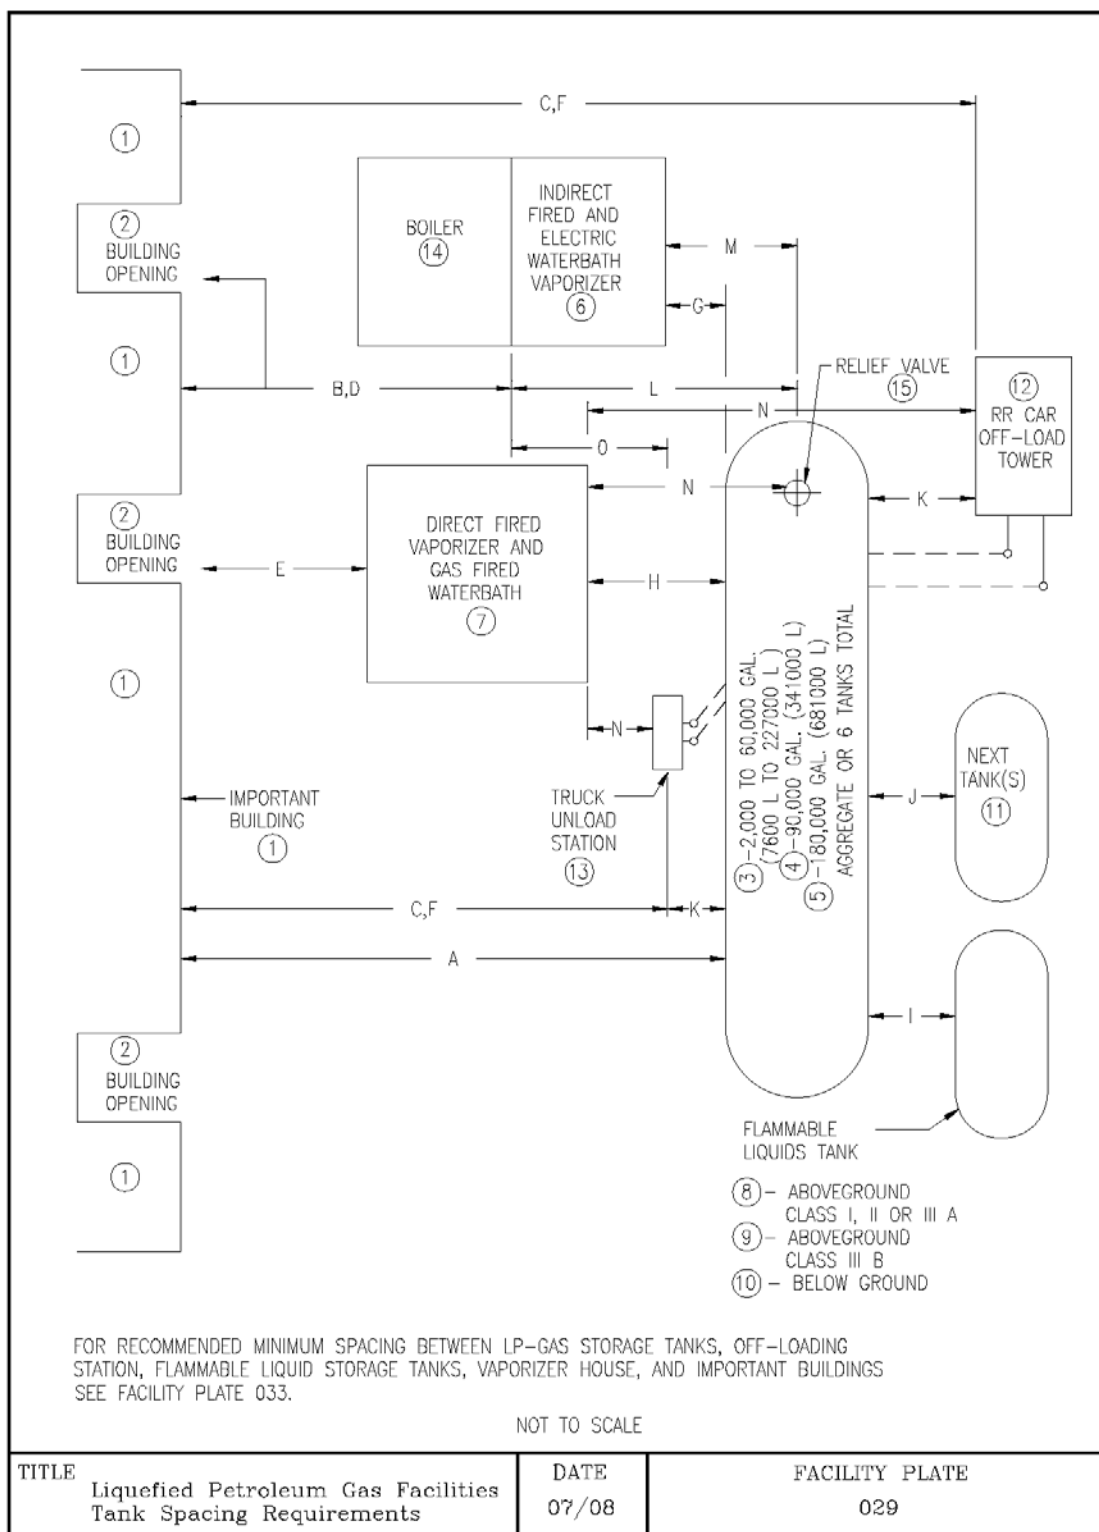 C,F
1
2
BUILDING
OPENING
BOILER
14
INDIRECT
FIRED AND
ELECTRIC
WATERBATH
VAPORIZER
6
M
G
1
B,D
L
RELIEF VALVE
15
N
12
RR CAR
OFF-LOAD
TOWER
O
N
K
2
BUILDING
OPENING
E
DIRECT FIRED
VAPORIZER AND
GAS FIRED
WATERBATH
7
H
1
N
3 -2,000 TO 60,000 GAL.
(7600 L TO 227000 L )
4 -90,000 GAL. (341000 L)
5 -180,000 GAL. (681000 L)
AGGREGATE OR 6 TANKS TOTAL
NEXT
TANK(S)
11
J
IMPORTANT
BUILDING
1
TRUCK
UNLOAD
STATION
13
C,F
K
A
I
2
BUILDING
OPENING
1
FLAMMABLE
LIQUIDS TANK
8 - ABOVEGROUND
CLASS I, II OR III A
9 - ABOVEGROUND
CLASS III B
10 - BELOW GROUND
FOR RECOMMENDED MINIMUM SPACING BETWEEN LP-GAS STORAGE TANKS, OFF-LOADING
STATION, FLAMMABLE LIQUID STORAGE TANKS, VAPORIZER HOUSE, AND IMPORTANT BUILDINGS
SEE FACILITY PLATE 033.
NOT TO SCALE
TITLE
Liquefied Petroleum Gas Facilities
Tank Spacing Requirements
DATE
07/08
FACILITY PLATE
029